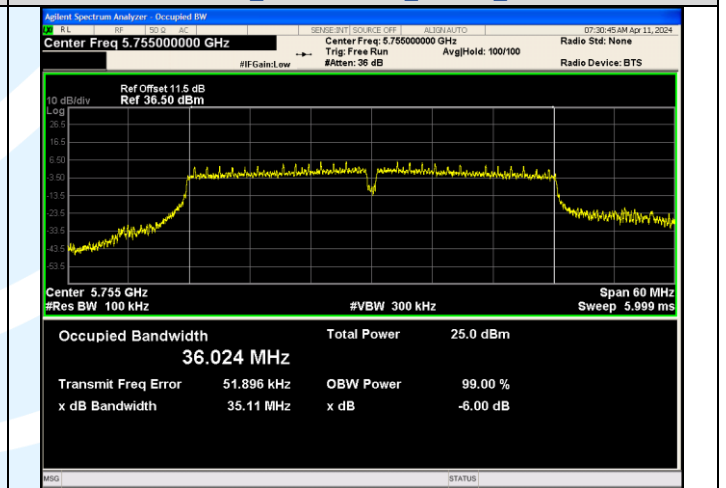 Agilent Spectrum Analyzer - Occupied BW
RL RF 50 Ω AC SENSE:INT SOURCE OFF ALIGNAUTO 07:30:45 AM Apr 11, 2024
Center Freq 5.755000000 GHz Center Freq: 5.755000000 GHz Radio Std: None
Trig: Free Run Avg|Hold: 100/100
#IFGain:Low #Atten: 36 dB Radio Device: BTS
Ref Offset 11.5 dB
10 dB/div Ref 36.50 dBm
Log
26.5
16.5
6.50
-3.50
-13.5
-23.5
-33.5
-43.5
-53.5
Center 5.755 GHz Span 60 MHz
#Res BW 100 kHz #VBW 300 kHz Sweep 5.999 ms
Occupied Bandwidth Total Power 25.0 dBm
36.024 MHz
Transmit Freq Error 51.896 kHz OBW Power 99.00 %
x dB Bandwidth 35.11 MHz x dB -6.00 dB
MSG STATUS